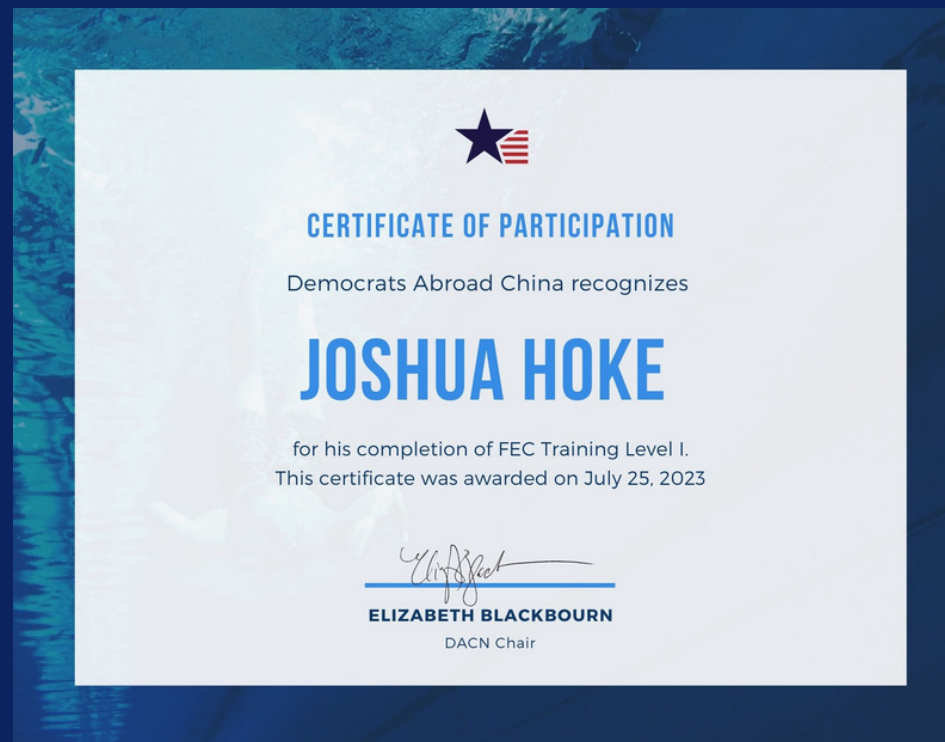 CERTIFICATE OF PARTICIPATION
Democrats Abroad China recognizes
JOSHUA HOKE
for his completion of FEC Training Level I.
This certificate was awarded on July 25, 2023
ELIZABETH BLACKBOURN
DACN Chair